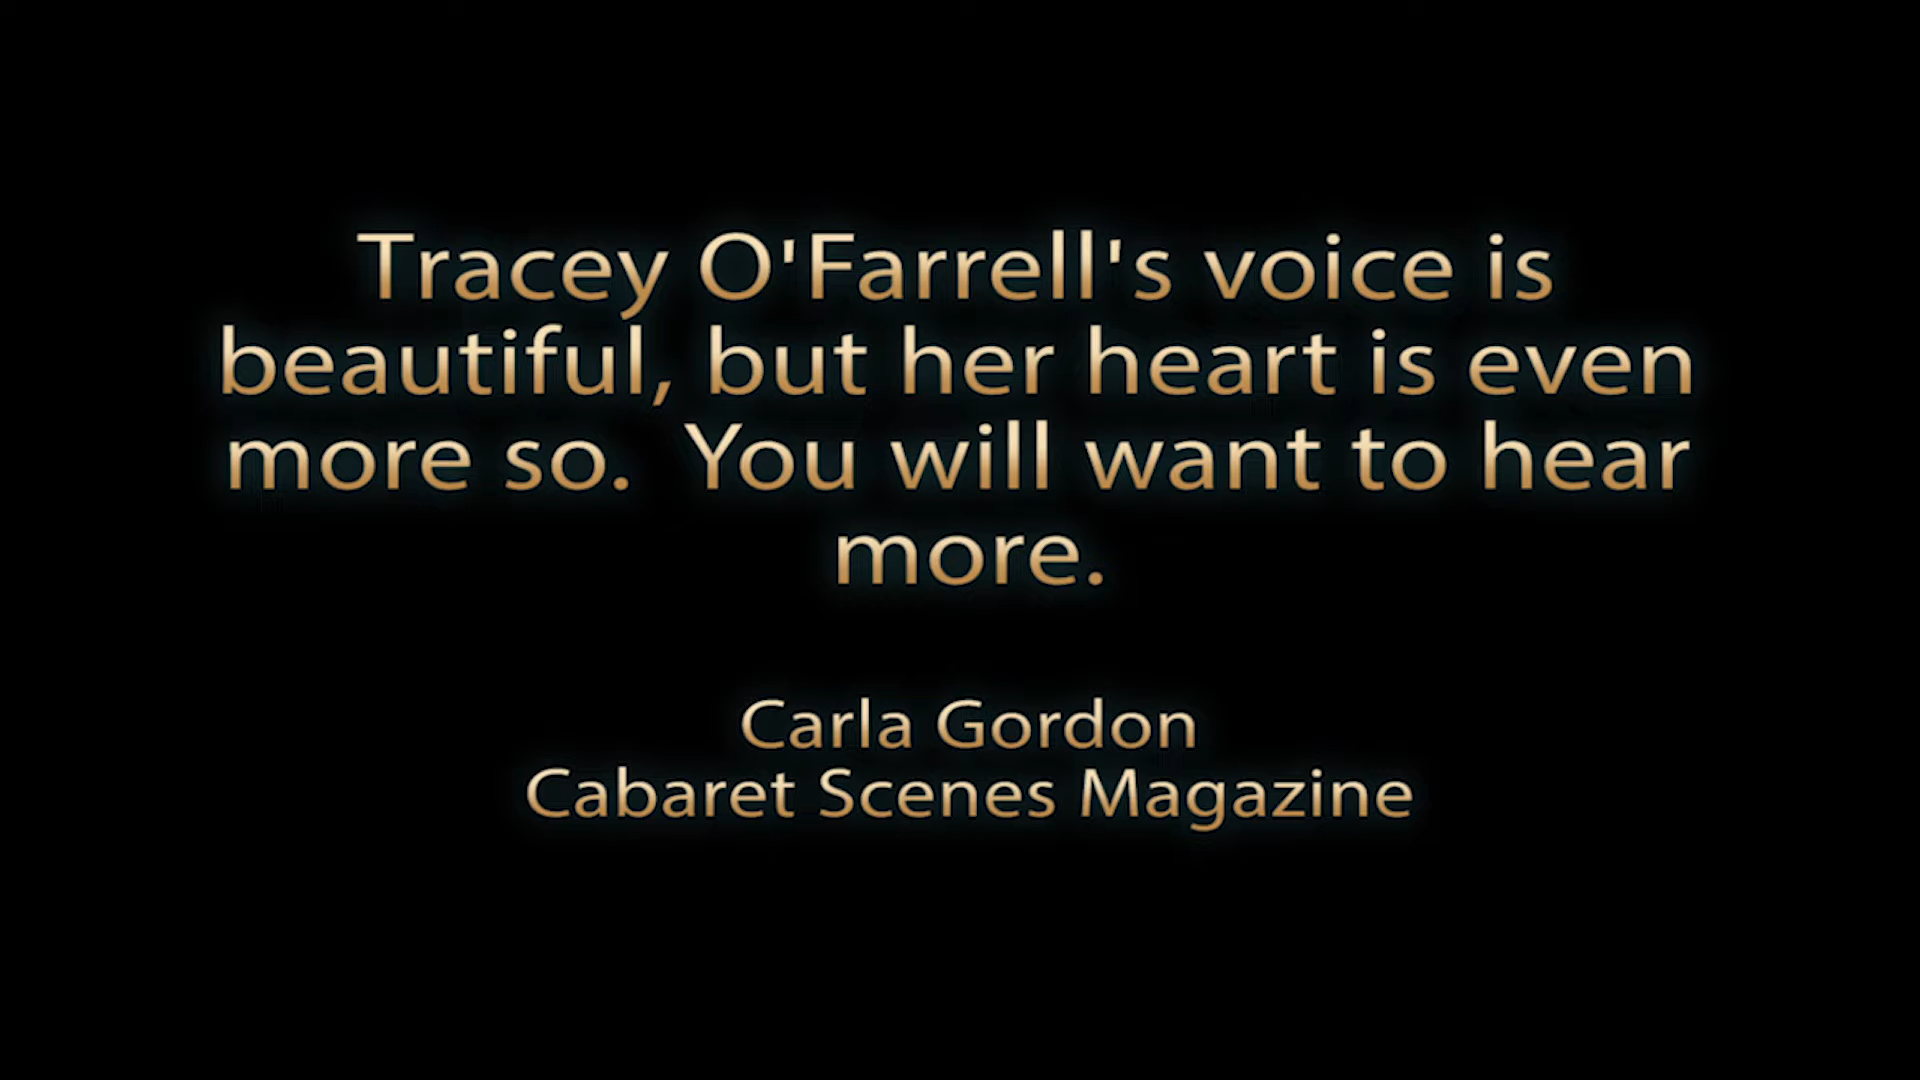 Tracey O'Farrell's voice is
beautiful, but her heart is even
more so.  You will want to hear
more.
Carla Gordon
Cabaret Scenes Magazine